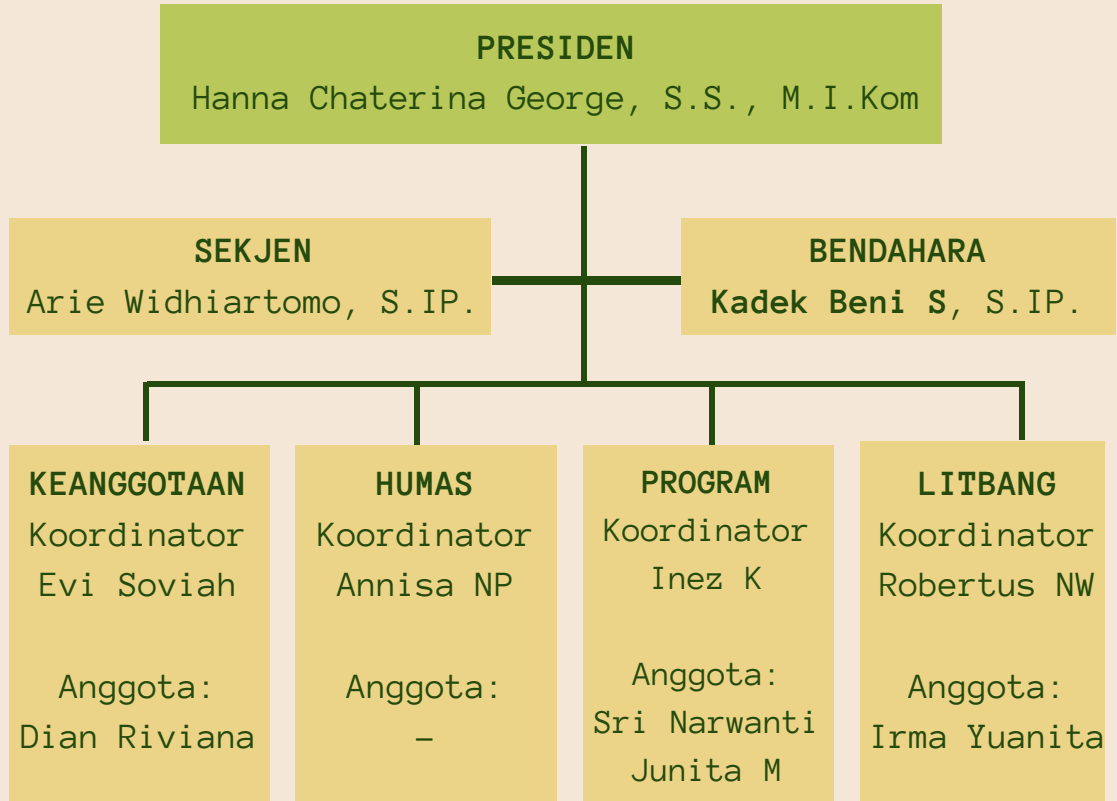 PRESIDEN
Hanna Chaterina George, S.S., M.I.Kom
SEKJEN
Arie Widhiartomo, S.IP.
BENDAHARA
Kadek Beni S, S.IP.
KEANGGOTAAN
Koordinator
Evi Soviah
Anggota:
Dian Riviana
HUMAS
Koordinator
Annisa NP
Anggota:
–
PROGRAM
Koordinator
Inez K
Anggota:
Sri Narwanti
Junita M
LITBANG
Koordinator
Robertus NW
Anggota:
Irma Yuanita